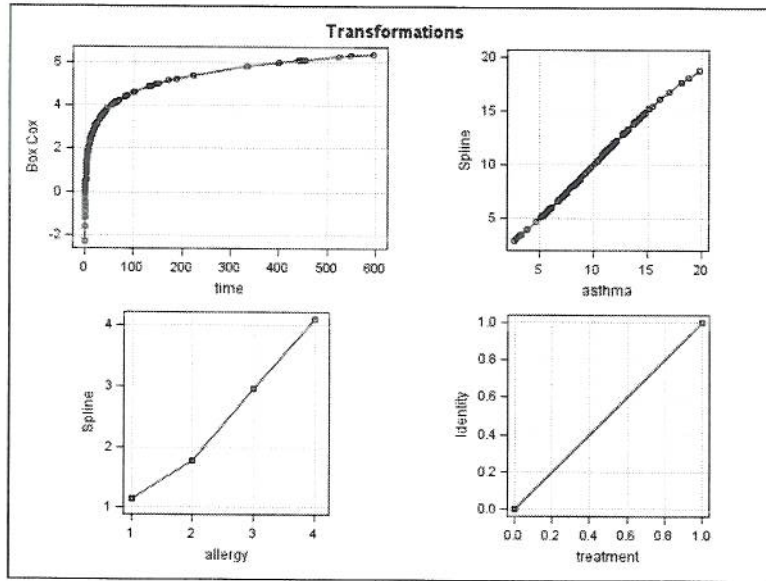 Transformations
Box Cox
6
4
2
0
-2
0 100 200 300 400 500 600
time
Spline
20
15
10
5
5 10 15 20
asthma
Spline
4
3
2
1
1 2 3 4
allergy
Identity
1.0
0.8
0.6
0.4
0.2
0.0
0.0 0.2 0.4 0.6 0.8 1.0
treatment